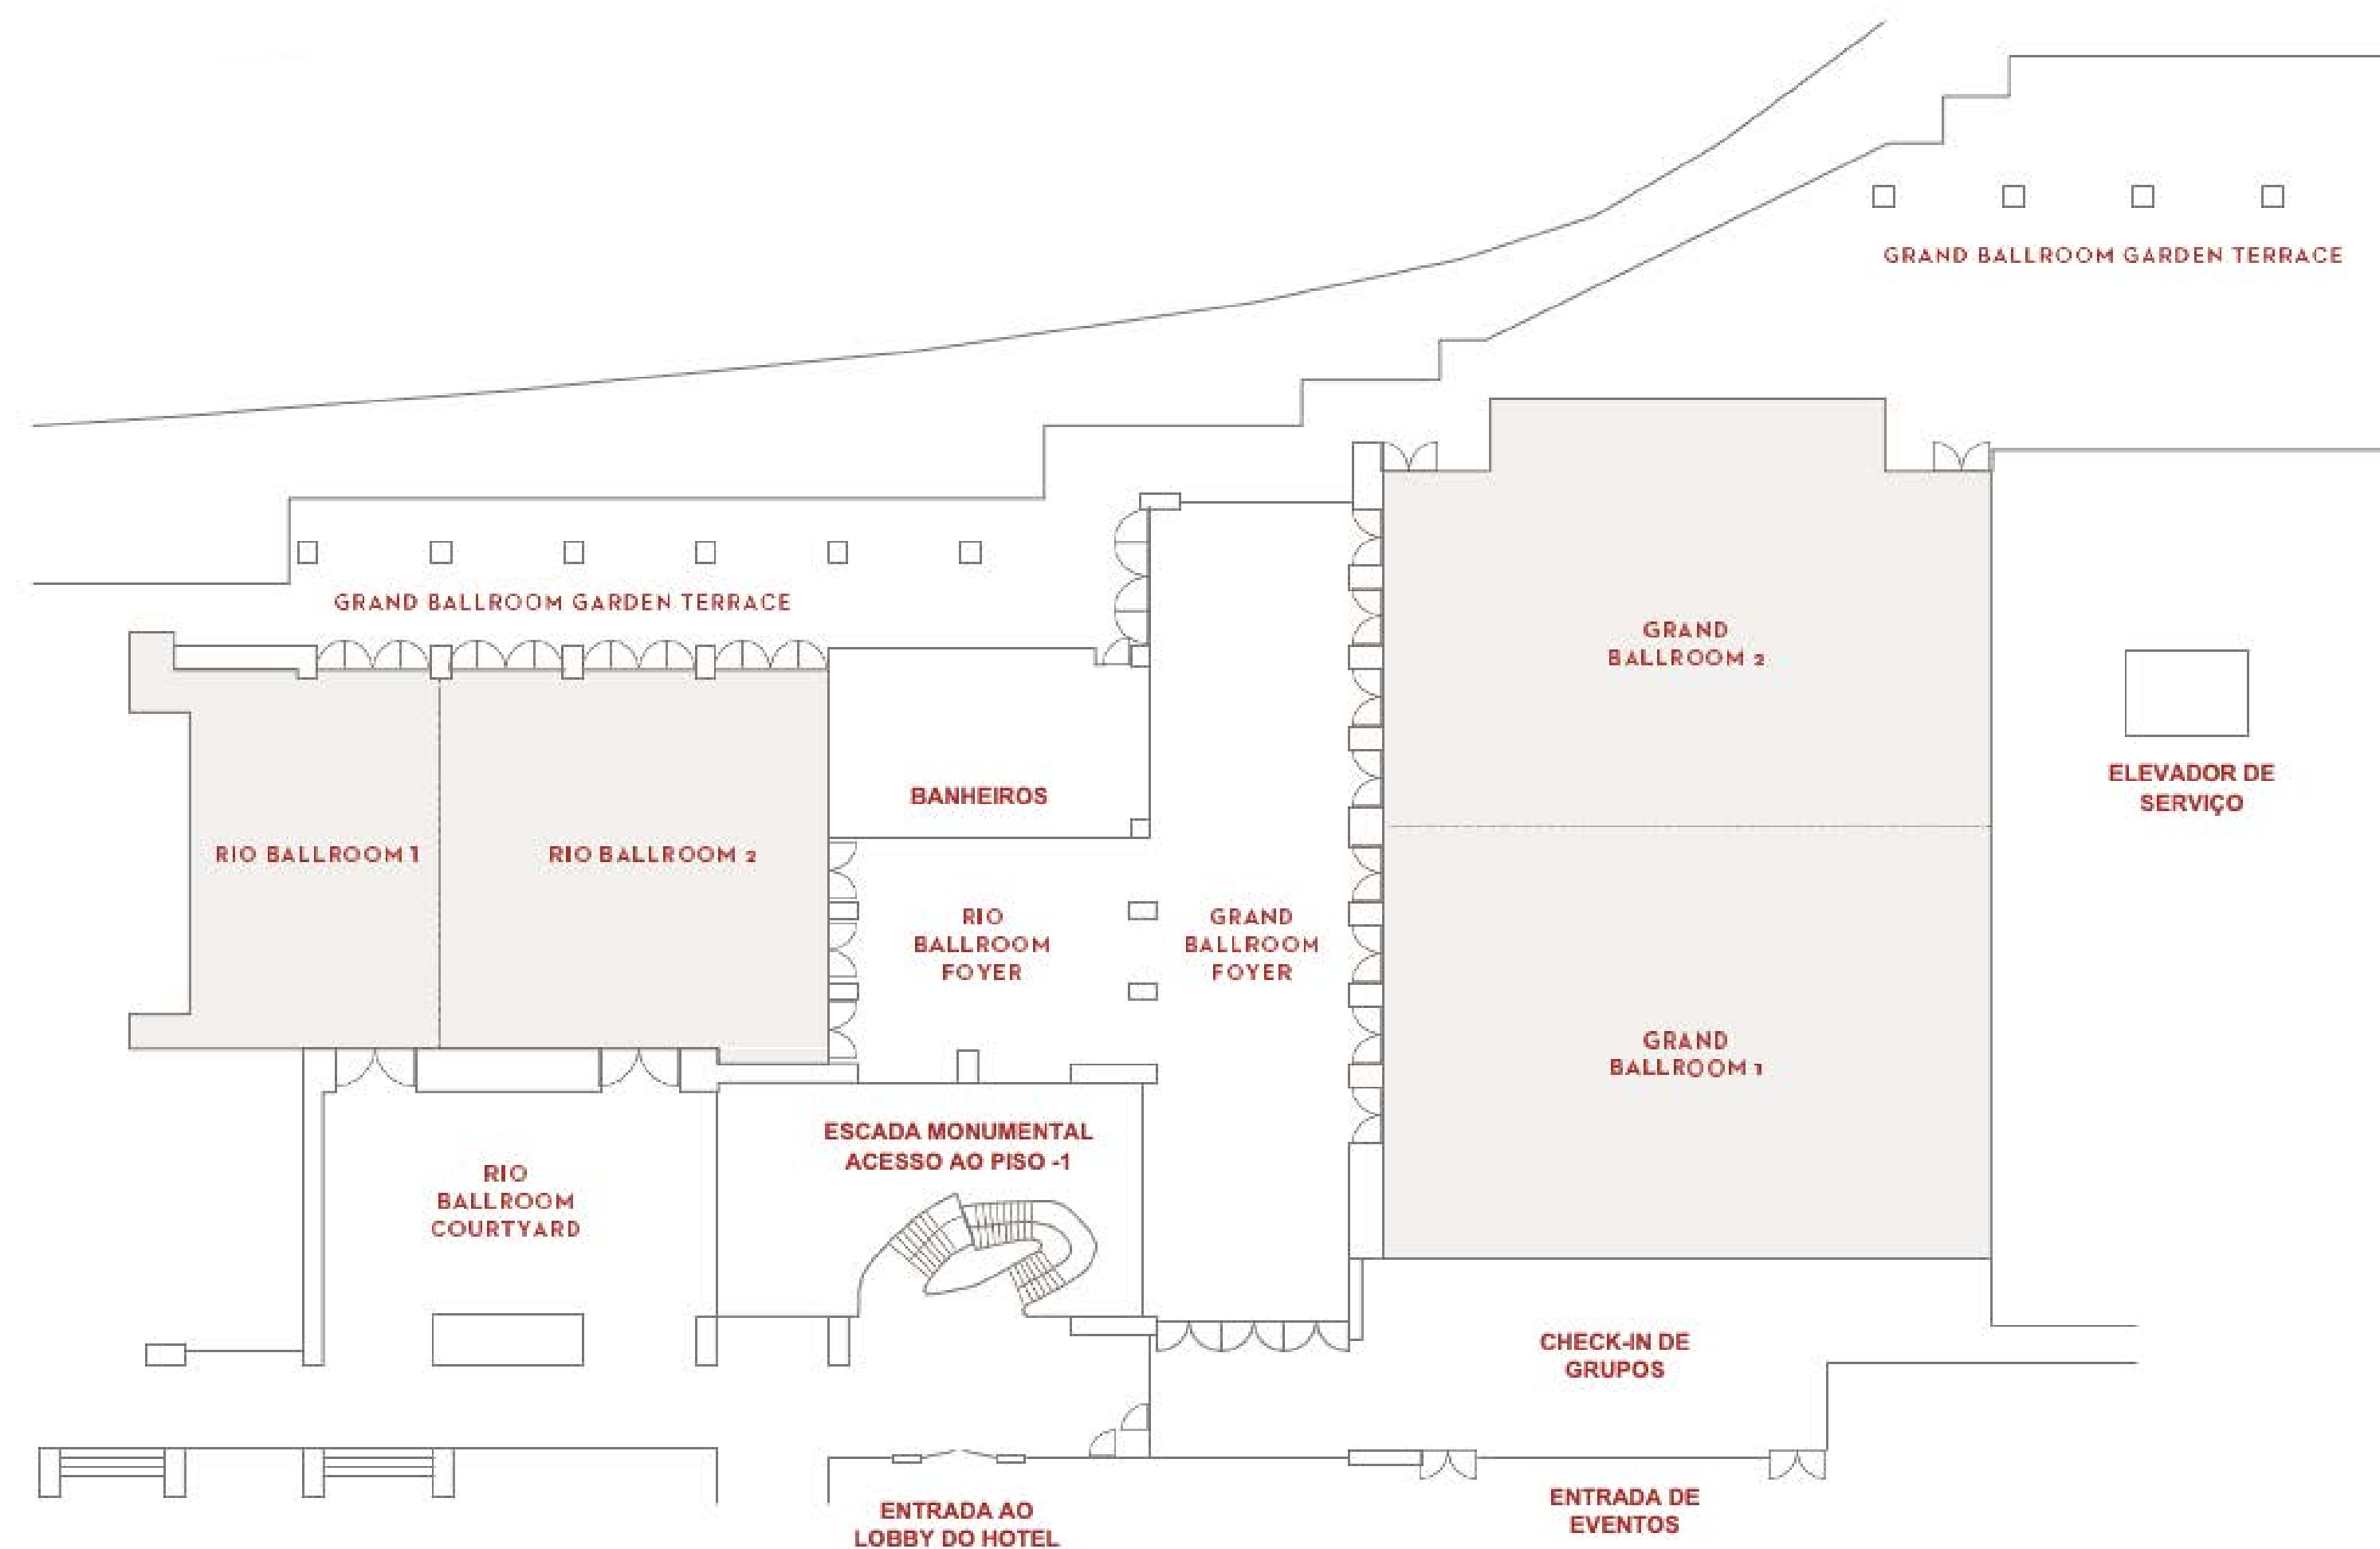 GRAND BALLROOM GARDEN TERRACE
GRAND BALLROOM GARDEN TERRACE
GRAND
BALLROOM 2
ELEVADOR DE
SERVIÇO
BANHEIROS
RIO BALLROOM 1
RIO BALLROOM 2
RIO
BALLROOM
FOYER
GRAND
BALLROOM
FOYER
GRAND
BALLROOM 1
ESCADA MONUMENTAL
ACESSO AO PISO -1
RIO
BALLROOM
COURTYARD
CHECK-IN DE
GRUPOS
ENTRADA AO
LOBBY DO HOTEL
ENTRADA DE
EVENTOS